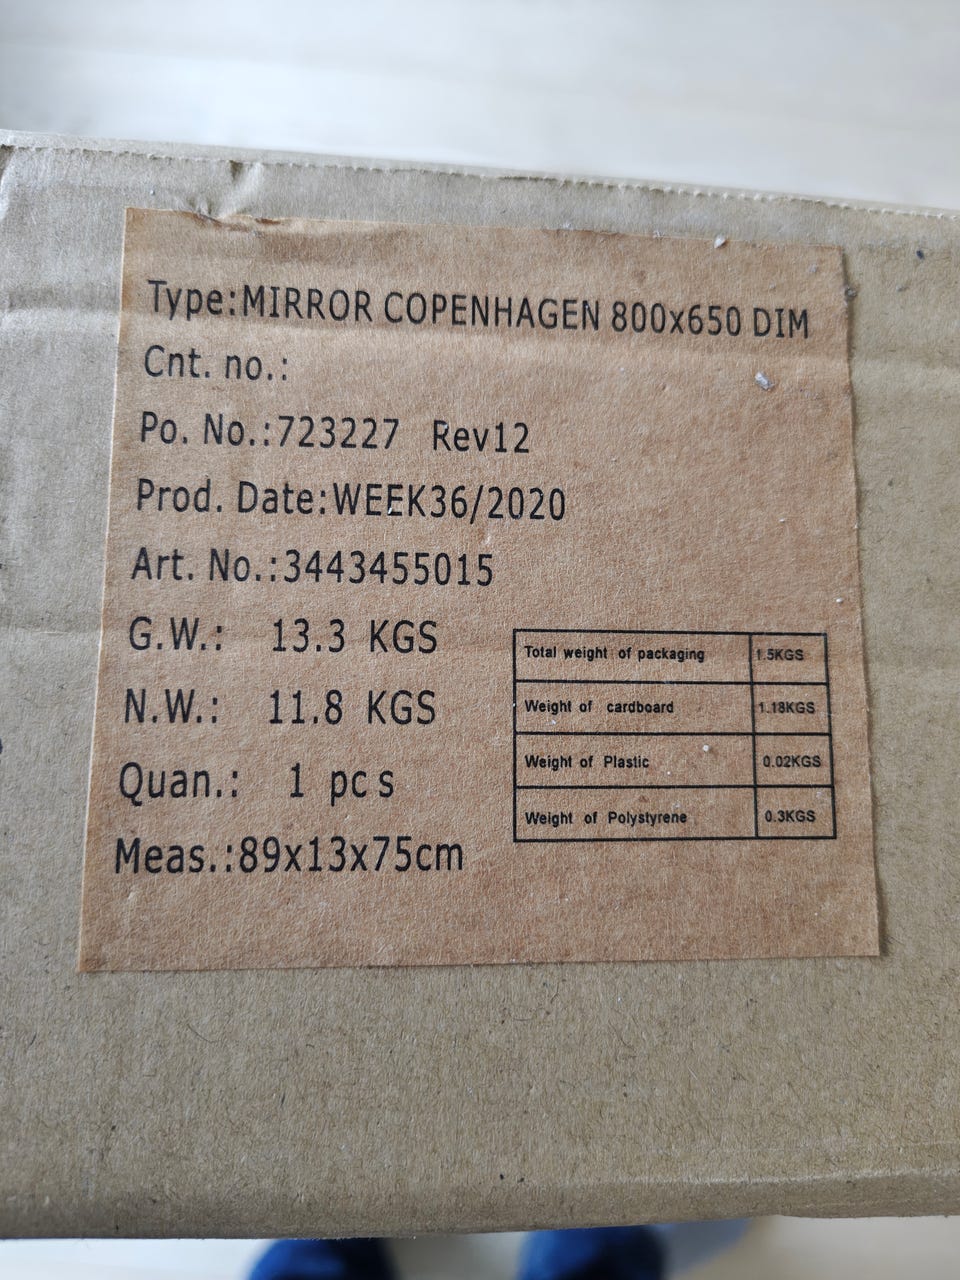 Type:MIRROR COPENHAGEN 800x650 DIM
Cnt. no.:
Po. No.:723227 Rev12
Prod. Date:WEEK36/2020
Art. No.:3443455015
G.W.: 13.3 KGS
N.W.: 11.8 KGS
Quan.: 1 pcs
Meas.:89x13x75cm
Total weight of packaging 1.5KGS
Weight of cardboard 1.18KGS
Weight of Plastic 0.02KGS
Weight of Polystyrene 0.3KGS